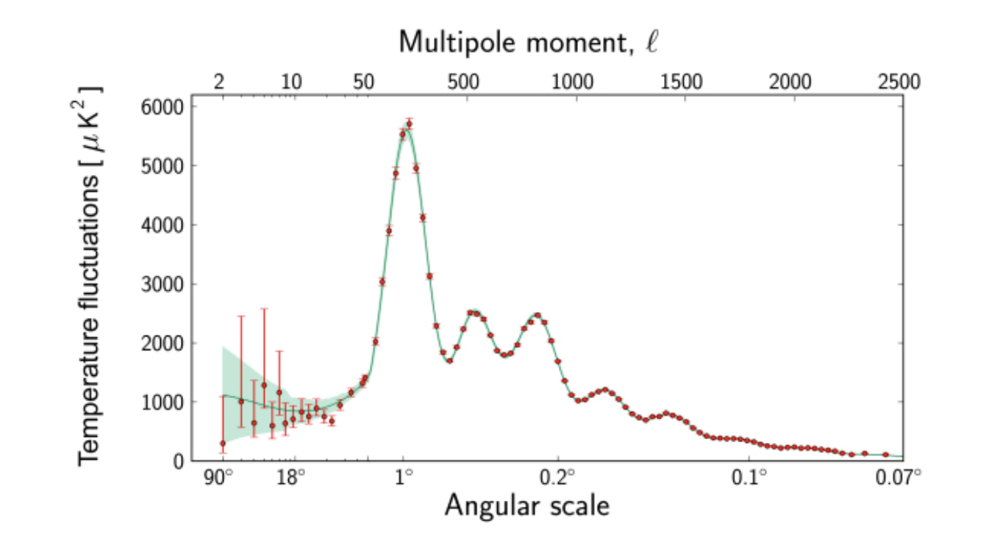 Multipole moment, ℓ
2 10 50 500 1000 1500 2000 2500
Temperature fluctuations [ μ K² ]
6000
5000
4000
3000
2000
1000
0
90° 18° 1° 0.2° 0.1° 0.07°
Angular scale